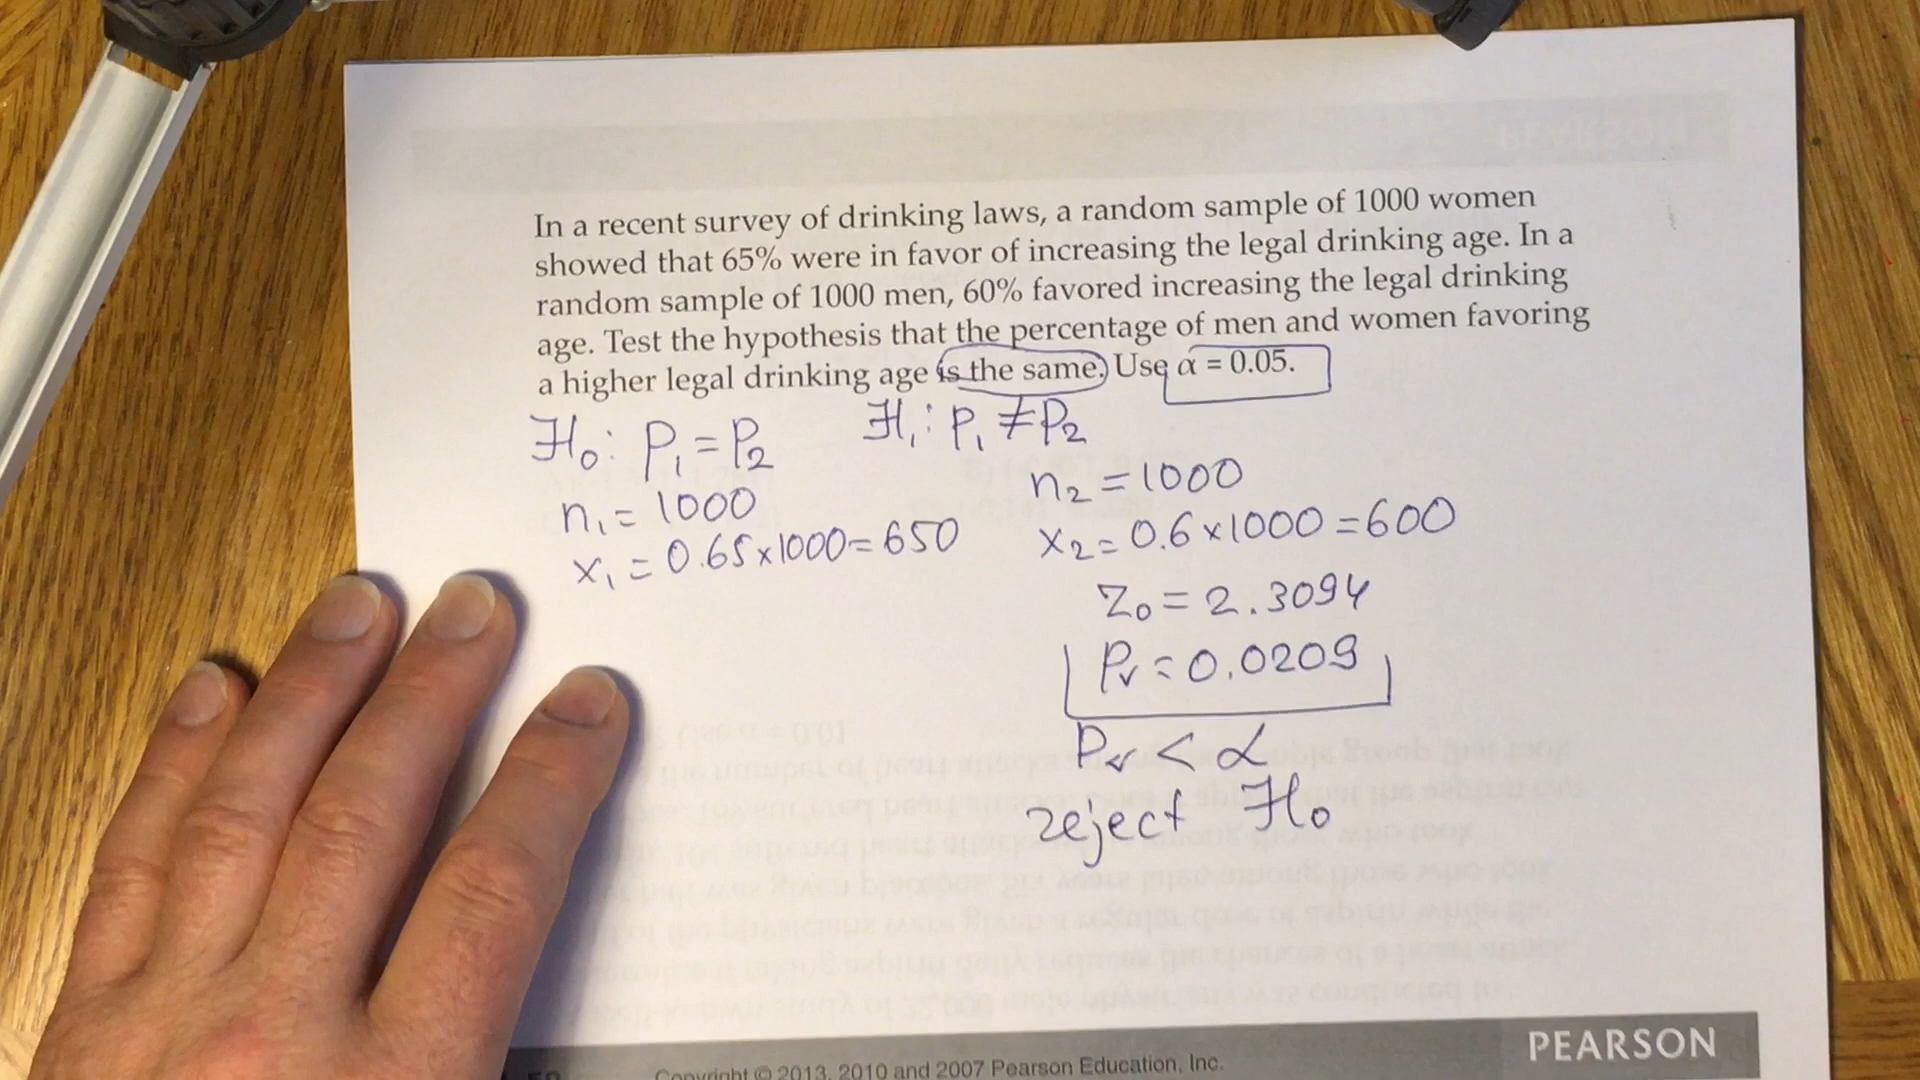 In a recent survey of drinking laws, a random sample of 1000 women
showed that 65% were in favor of increasing the legal drinking age. In a
random sample of 1000 men, 60% favored increasing the legal drinking
age. Test the hypothesis that the percentage of men and women favoring
a higher legal drinking age is the same. Use α = 0.05.
H₀: P₁ = P₂ H₁: P₁ ≠ P₂
n₁ = 1000 n₂ = 1000
x₁ = 0.65 x 1000 = 650 x₂ = 0.6 x 1000 = 600
Z₀ = 2.3094
Pᵥ = 0.0209
Pᵥ < α
reject H₀
PEARSON
Copyright © 2013, 2010 and 2007 Pearson Education, Inc.